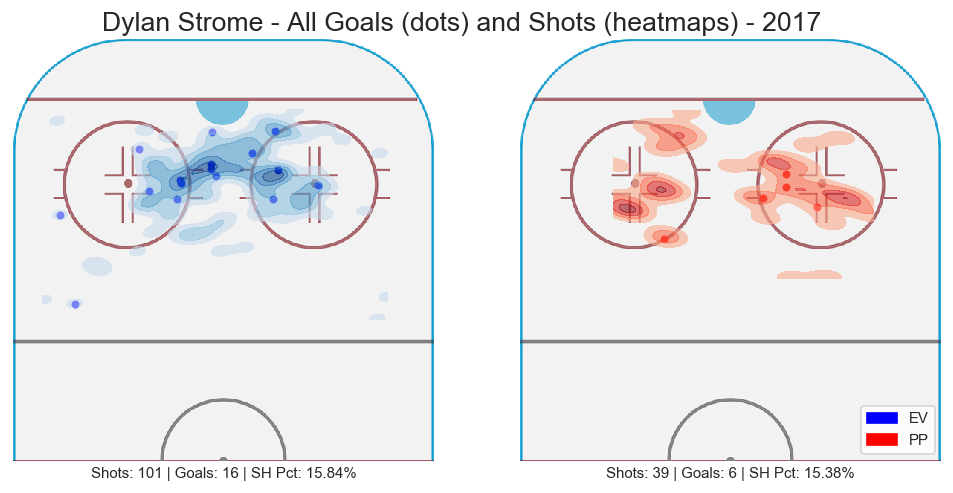 Dylan Strome - All Goals (dots) and Shots (heatmaps) - 2017
EV
PP
Shots: 101 | Goals: 16 | SH Pct: 15.84%
Shots: 39 | Goals: 6 | SH Pct: 15.38%